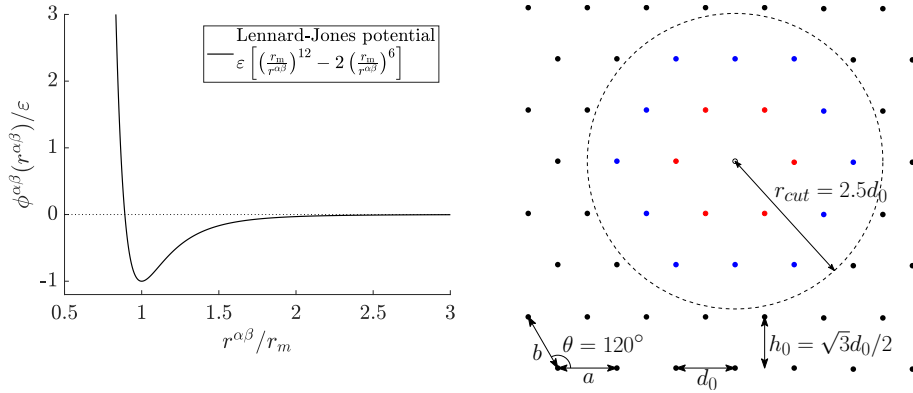 Lennard-Jones potential
ε [ (r_m / r^{αβ})^{12} − 2 (r_m / r^{αβ})^6 ]
ϕ^{αβ}(r^{αβ})/ε
3
2
1
0
-1
0.5 1 1.5 2 2.5 3
r^{αβ}/r_m
r_{cut} = 2.5d_0
b
θ = 120°
a
d_0
h_0 = √3d_0/2